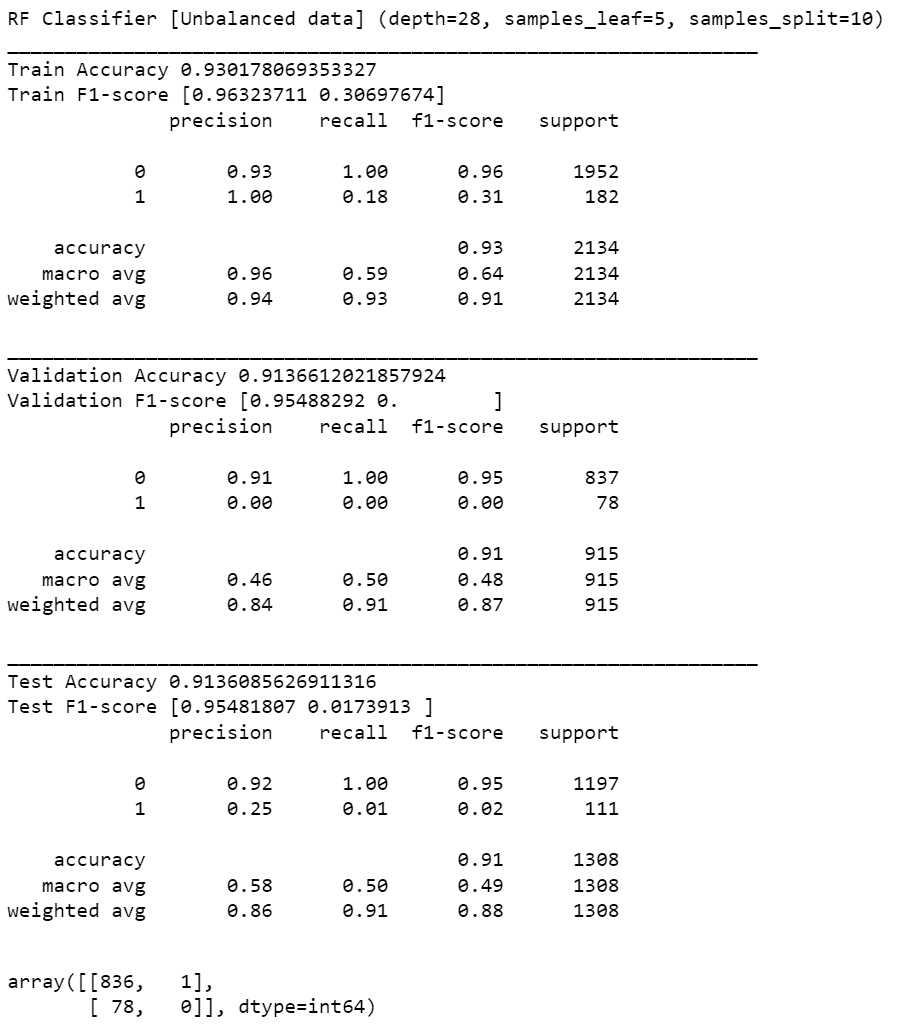 RF Classifier [Unbalanced data] (depth=28, samples_leaf=5, samples_split=10)
_________________________________________________________________
Train Accuracy 0.930178069353327
Train F1-score [0.96323711 0.30697674]
              precision    recall  f1-score   support

           0       0.93      1.00      0.96      1952
           1       1.00      0.18      0.31       182

    accuracy                           0.93      2134
   macro avg       0.96      0.59      0.64      2134
weighted avg       0.94      0.93      0.91      2134

_________________________________________________________________
Validation Accuracy 0.9136612021857924
Validation F1-score [0.95488292 0.        ]
              precision    recall  f1-score   support

           0       0.91      1.00      0.95       837
           1       0.00      0.00      0.00        78

    accuracy                           0.91       915
   macro avg       0.46      0.50      0.48       915
weighted avg       0.84      0.91      0.87       915

_________________________________________________________________
Test Accuracy 0.9136085626911316
Test F1-score [0.95481807 0.0173913 ]
              precision    recall  f1-score   support

           0       0.92      1.00      0.95      1197
           1       0.25      0.01      0.02       111

    accuracy                           0.91      1308
   macro avg       0.58      0.50      0.49      1308
weighted avg       0.86      0.91      0.88      1308

array([[836,   1],
       [ 78,   0]], dtype=int64)